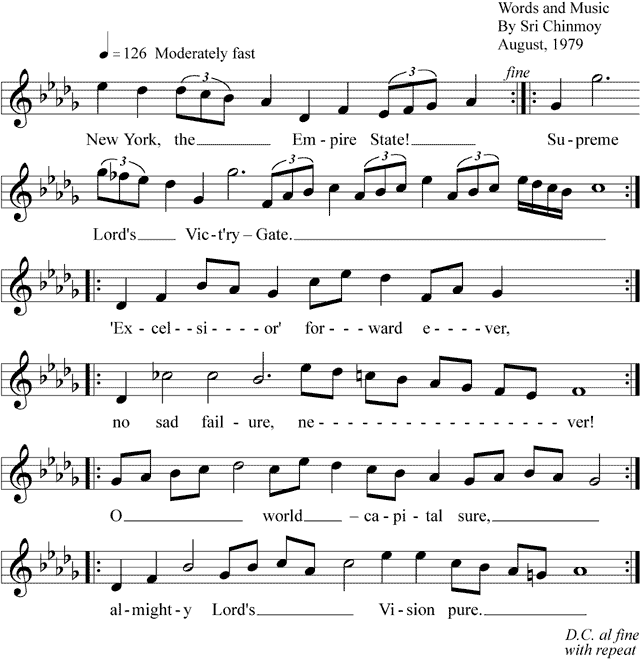 Words and Music
By Sri Chinmoy
August, 1979
♩ = 126 Moderately fast
3 3 fine
New York, the Em - pire State! Su - preme
3 3 3 3
Lord's Vic't'ry – Gate.
'Ex - cel - - si - - - - or' for - - - ward e - - - ver,
no sad fail - ure, ne - - - - - - - - - - - - - - - - ver!
O world – ca - pi - tal sure,
al - might - y Lord's Vi - sion pure.
D.C. al fine
with repeat